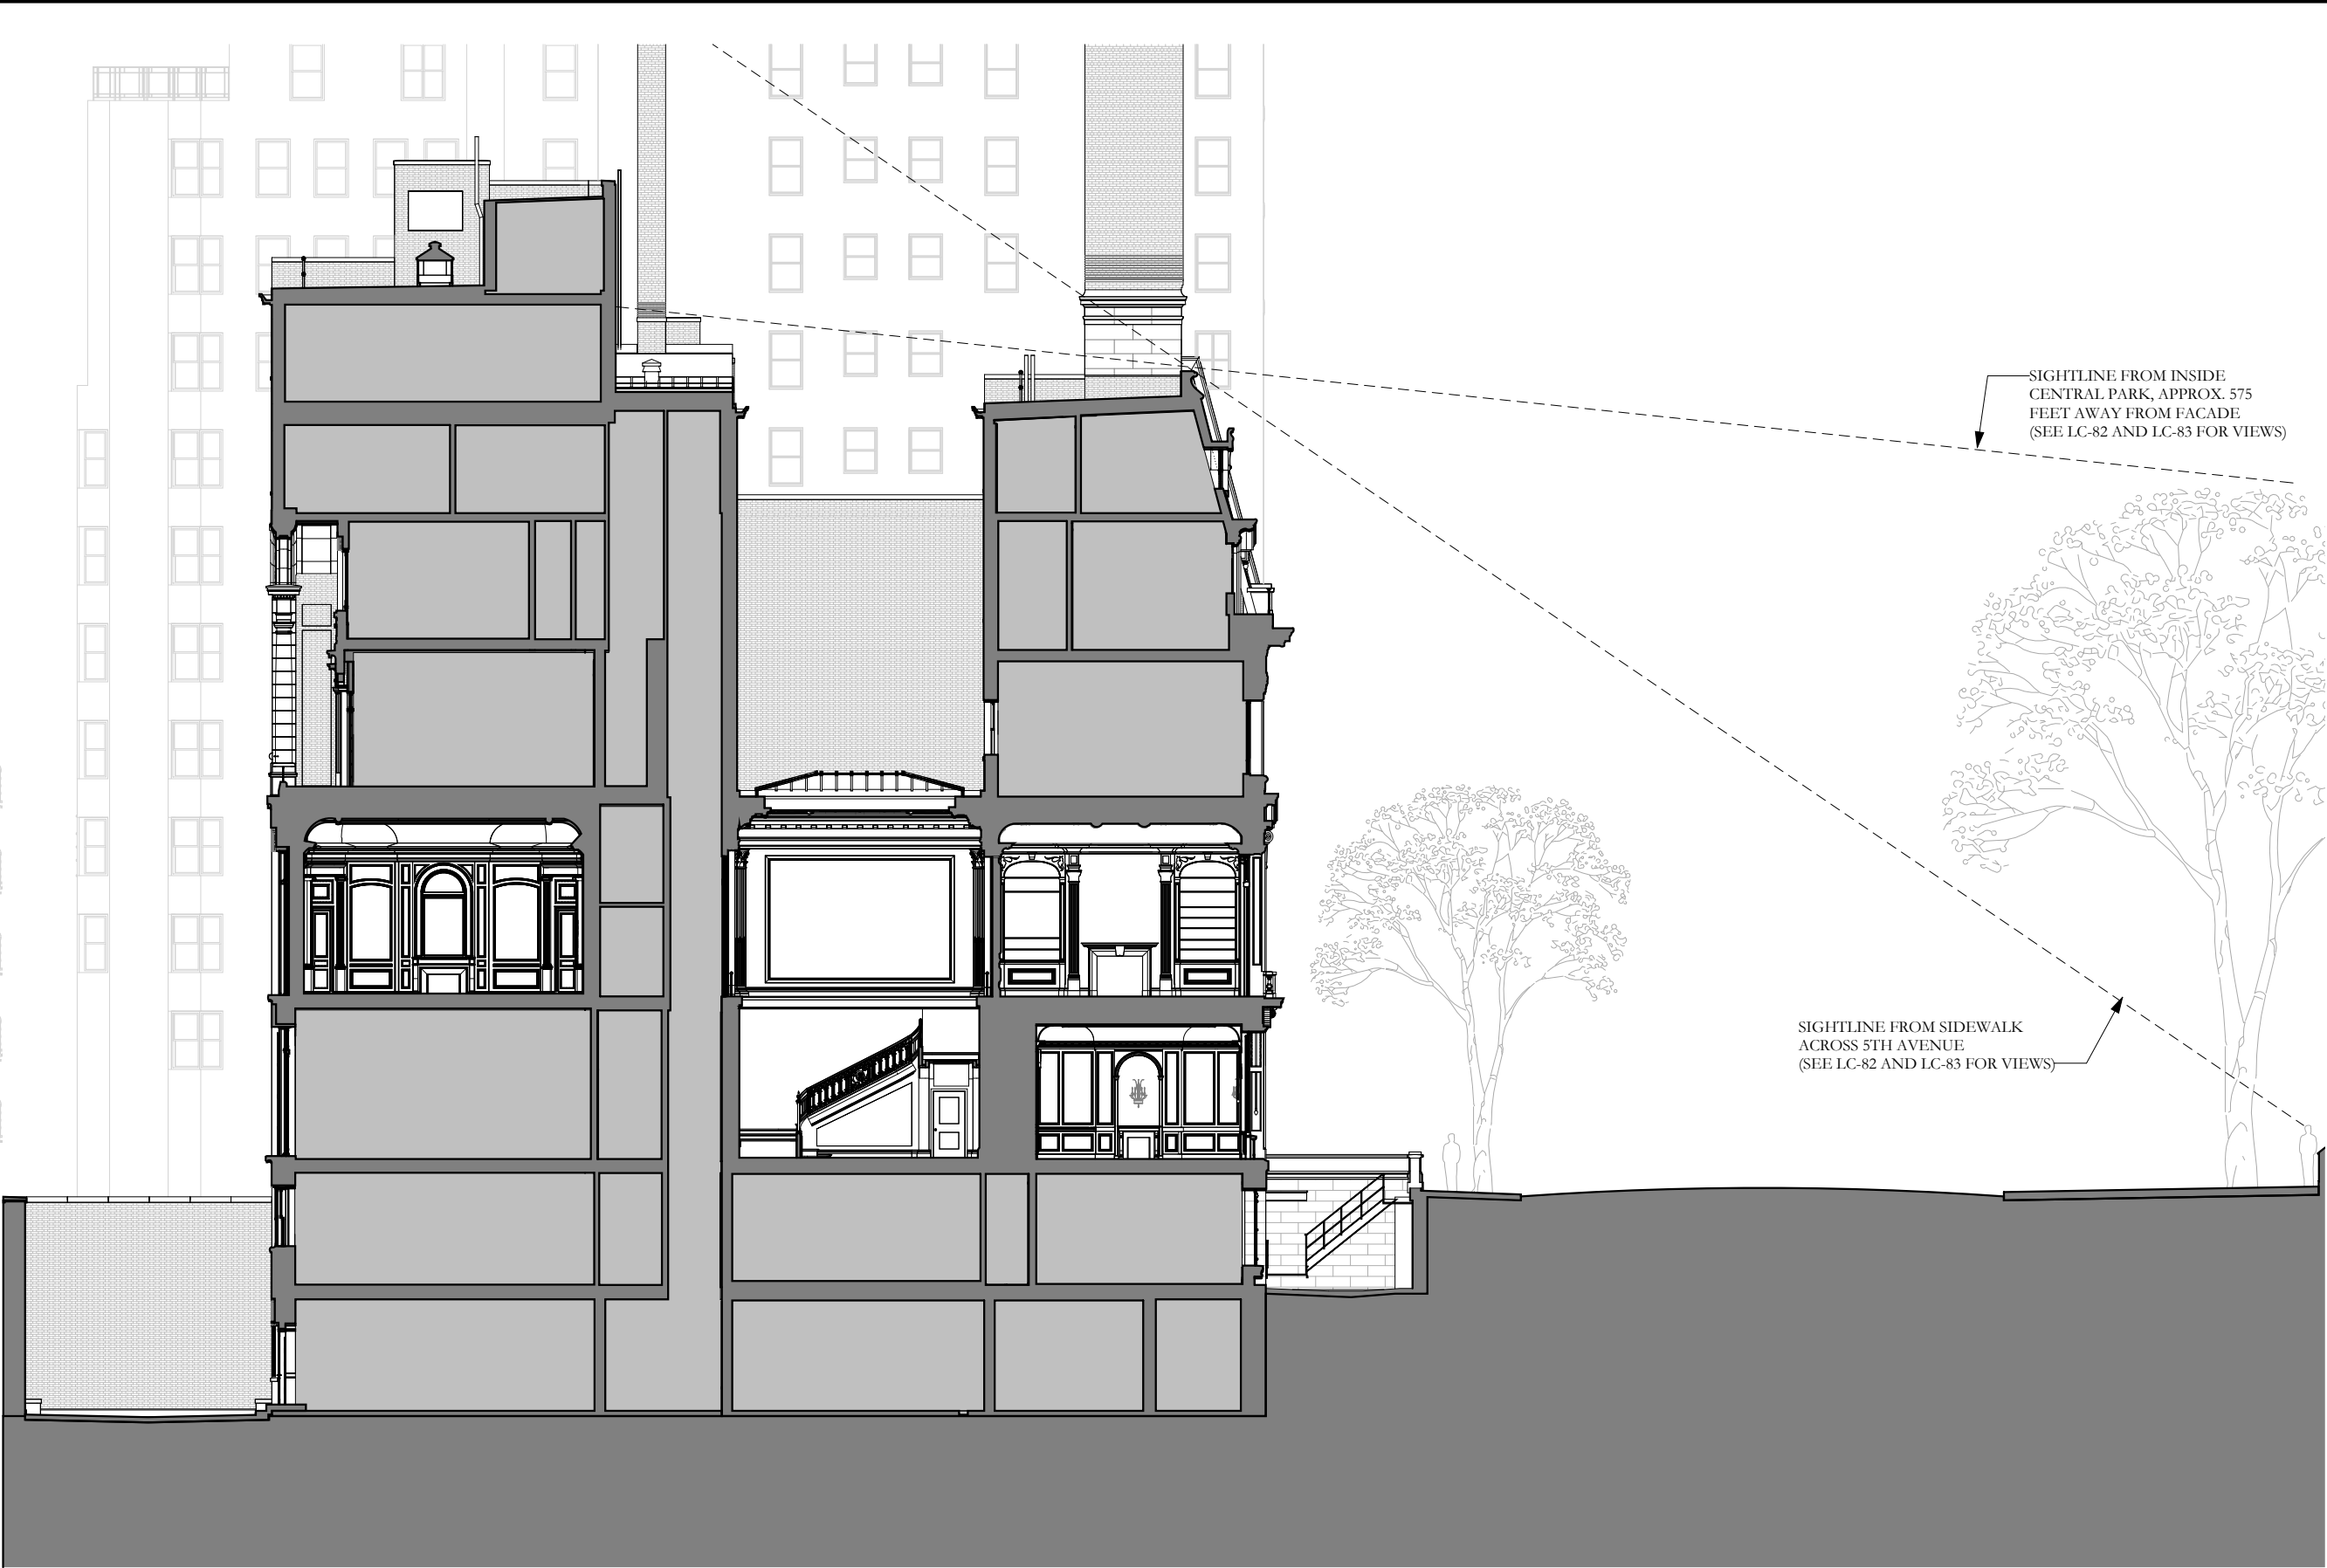 SIGHTLINE FROM INSIDE
CENTRAL PARK, APPROX. 575
FEET AWAY FROM FACADE
(SEE LC-82 AND LC-83 FOR VIEWS)
SIGHTLINE FROM SIDEWALK
ACROSS 5TH AVENUE
(SEE LC-82 AND LC-83 FOR VIEWS)